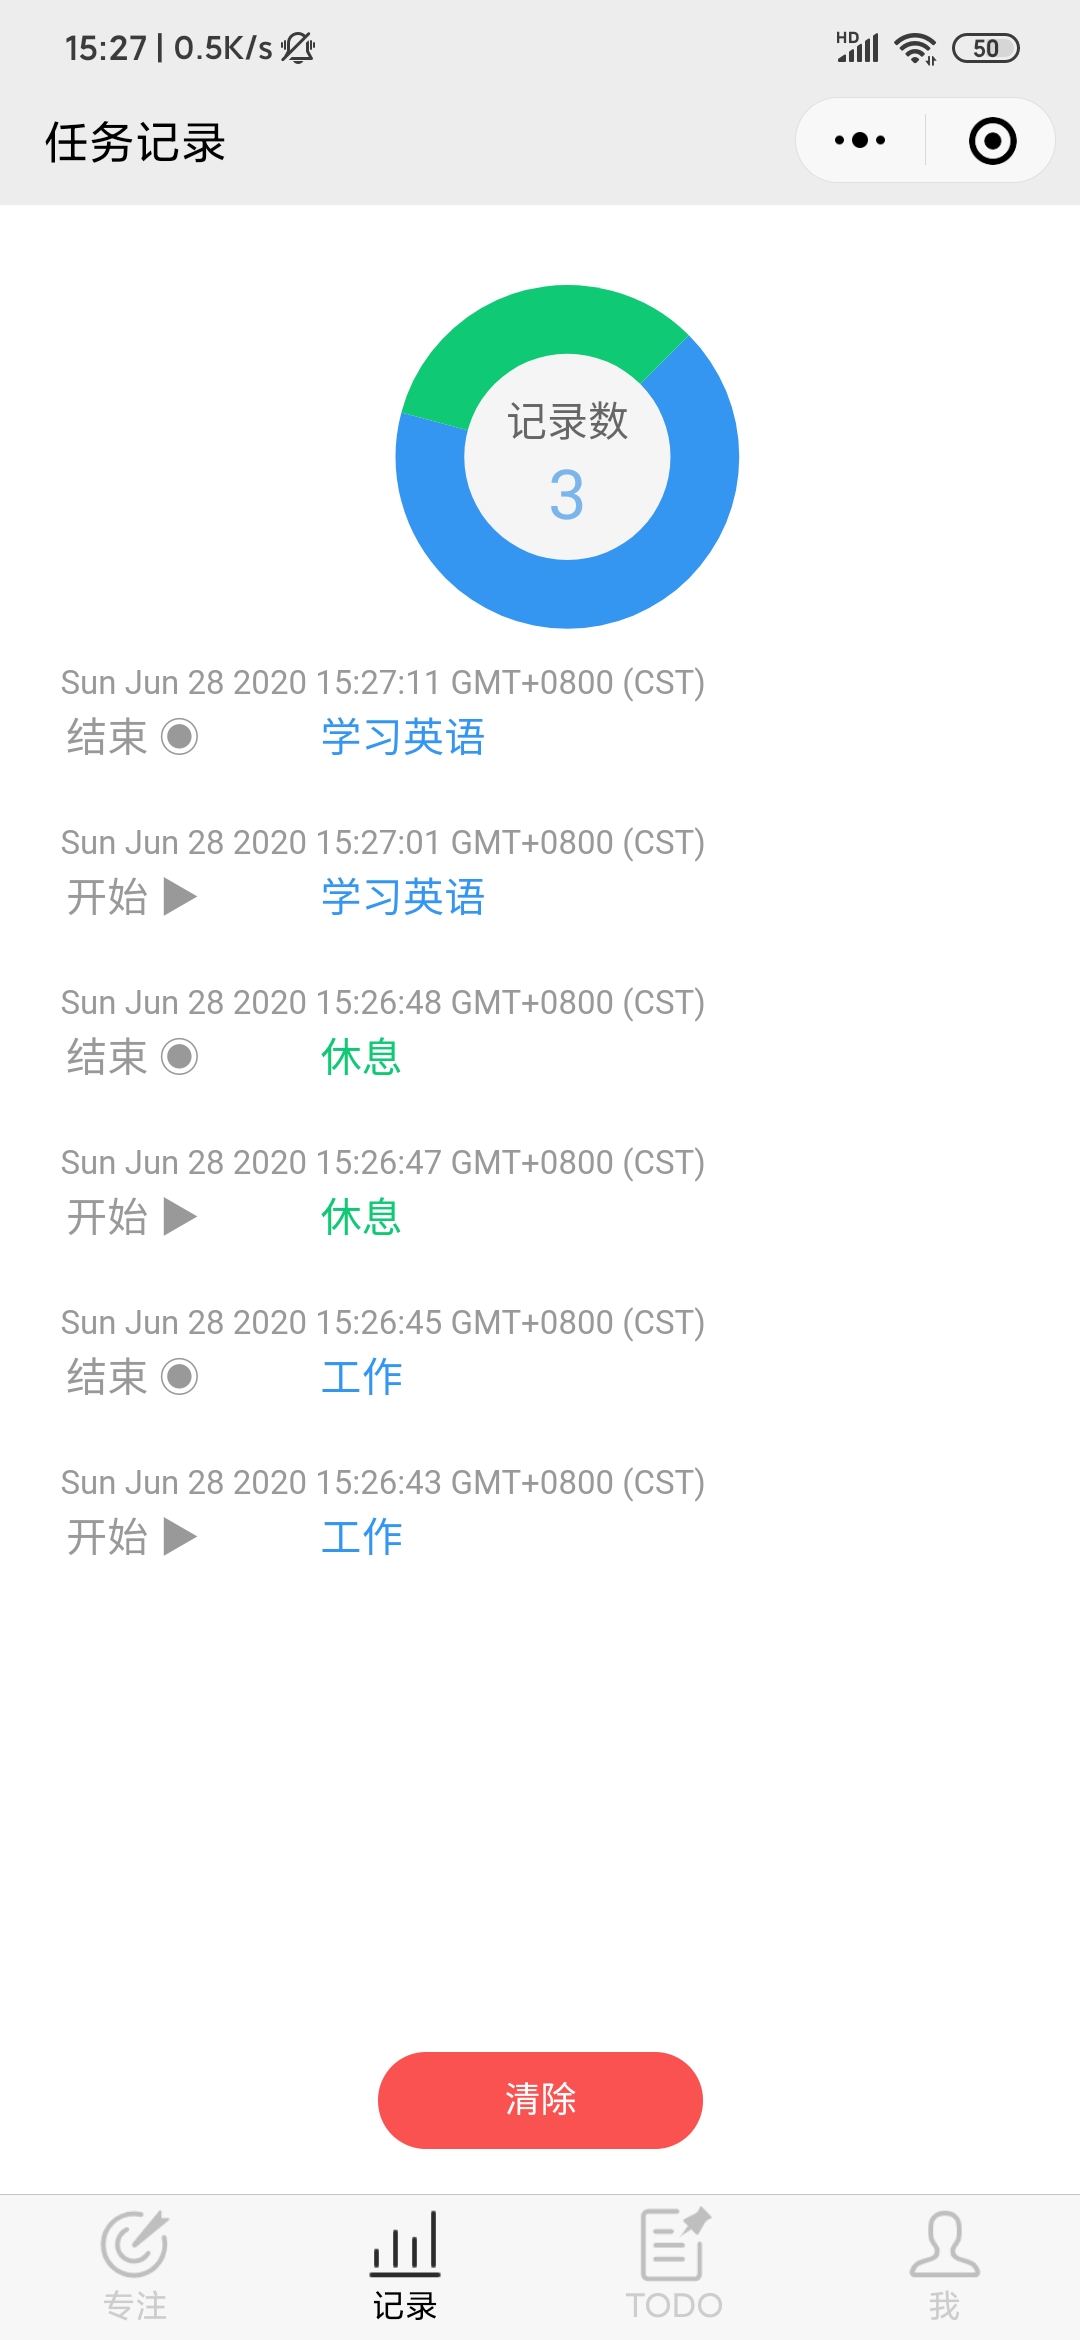 15:27 | 0.5K/s HD 50
任务记录
记录数
3
Sun Jun 28 2020 15:27:11 GMT+0800 (CST)
结束 ◉ 学习英语
Sun Jun 28 2020 15:27:01 GMT+0800 (CST)
开始 ▶ 学习英语
Sun Jun 28 2020 15:26:48 GMT+0800 (CST)
结束 ◉ 休息
Sun Jun 28 2020 15:26:47 GMT+0800 (CST)
开始 ▶ 休息
Sun Jun 28 2020 15:26:45 GMT+0800 (CST)
结束 ◉ 工作
Sun Jun 28 2020 15:26:43 GMT+0800 (CST)
开始 ▶ 工作
清除
专注 记录 TODO 我